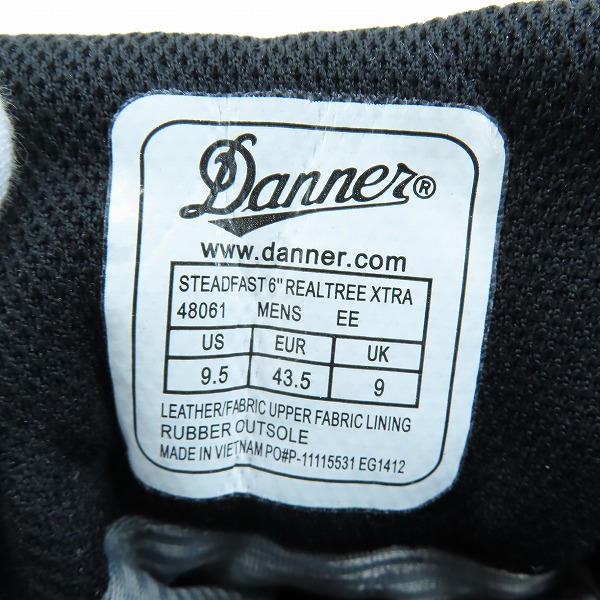 Danner®
www.danner.com
STEADFAST 6" REALTREE XTRA
48061 MENS EE
US EUR UK
9.5 43.5 9
LEATHER/FABRIC UPPER FABRIC LINING
RUBBER OUTSOLE
MADE IN VIETNAM PO#P-11115531 EG1412